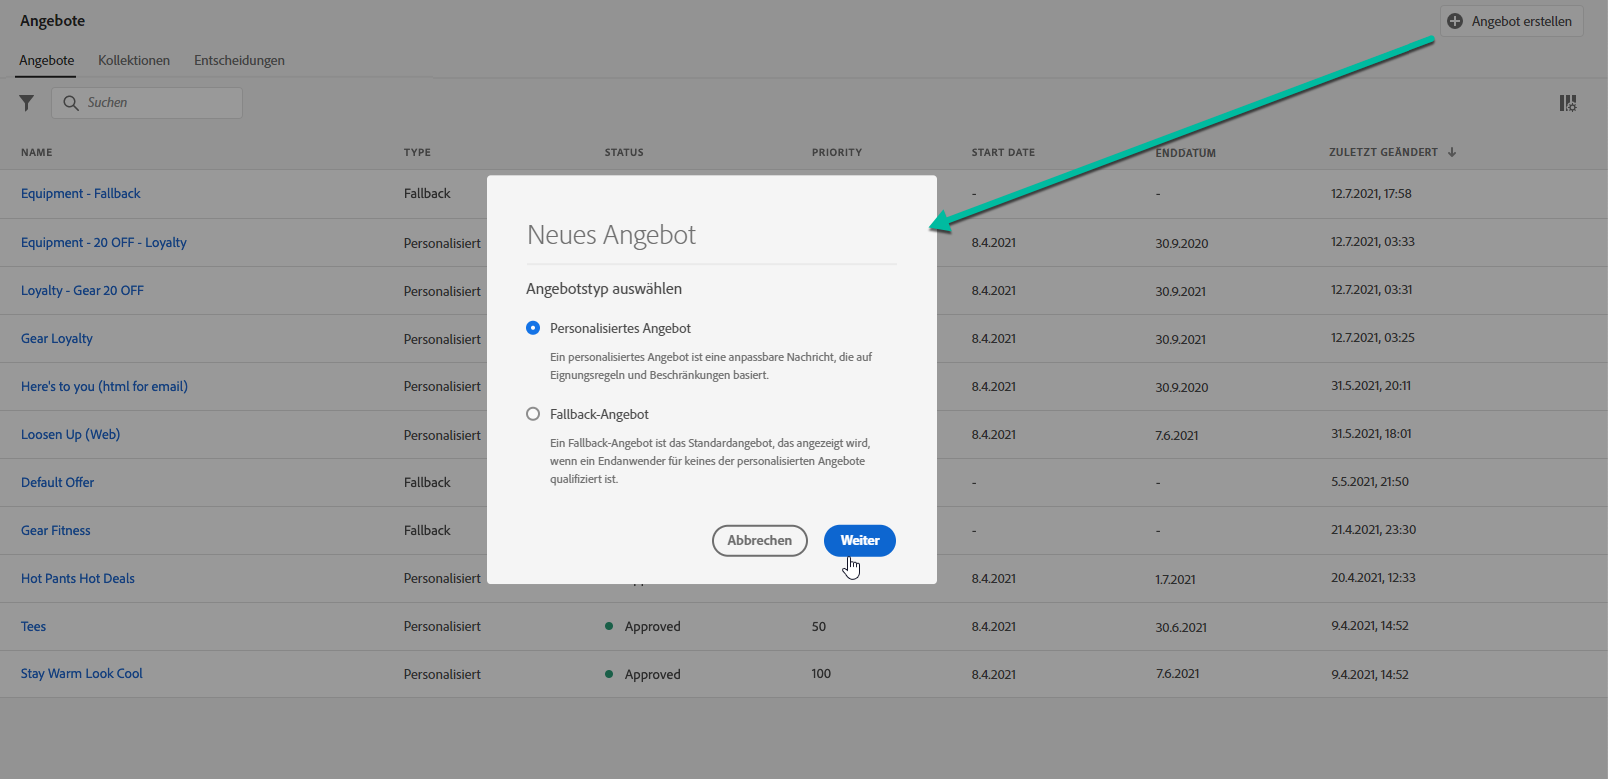 Angebote
Angebot erstellen
Angebote Kollektionen Entscheidungen
Suchen
NAME TYPE STATUS PRIORITY START DATE ENDDATUM ZULETZT GEÄNDERT
Equipment - Fallback Fallback - - 12.7.2021, 17:58
Equipment - 20 OFF - Loyalty Personalisiert 8.4.2021 30.9.2020 12.7.2021, 03:33
Loyalty - Gear 20 OFF Personalisiert 8.4.2021 30.9.2021 12.7.2021, 03:31
Gear Loyalty Personalisiert 8.4.2021 30.9.2021 12.7.2021, 03:25
Here's to you (html for email) Personalisiert 8.4.2021 30.9.2020 31.5.2021, 20:11
Loosen Up (Web) Personalisiert 8.4.2021 7.6.2021 31.5.2021, 18:01
Default Offer Fallback - - 5.5.2021, 21:50
Gear Fitness Fallback - - 21.4.2021, 23:30
Hot Pants Hot Deals Personalisiert 8.4.2021 1.7.2021 20.4.2021, 12:33
Tees Personalisiert Approved 50 8.4.2021 30.6.2021 9.4.2021, 14:52
Stay Warm Look Cool Personalisiert Approved 100 8.4.2021 7.6.2021 9.4.2021, 14:52
Neues Angebot
Angebotstyp auswählen
Personalisiertes Angebot
Ein personalisiertes Angebot ist eine anpassbare Nachricht, die auf
Eignungsregeln und Beschränkungen basiert.
Fallback-Angebot
Ein Fallback-Angebot ist das Standardangebot, das angezeigt wird,
wenn ein Endanwender für keines der personalisierten Angebote
qualifiziert ist.
Abbrechen Weiter